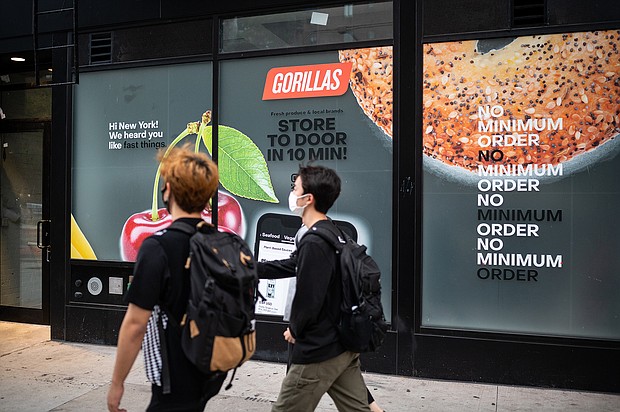 Hi New York!
We heard you
like fast things.
GORILLAS
Fresh produce & local brands
STORE
TO DOOR
IN 10 MIN!
Seafood
NO
MINIMUM
ORDER
NO
MINIMUM
ORDER
NO
MINIMUM
ORDER
NO
MINIMUM
ORDER